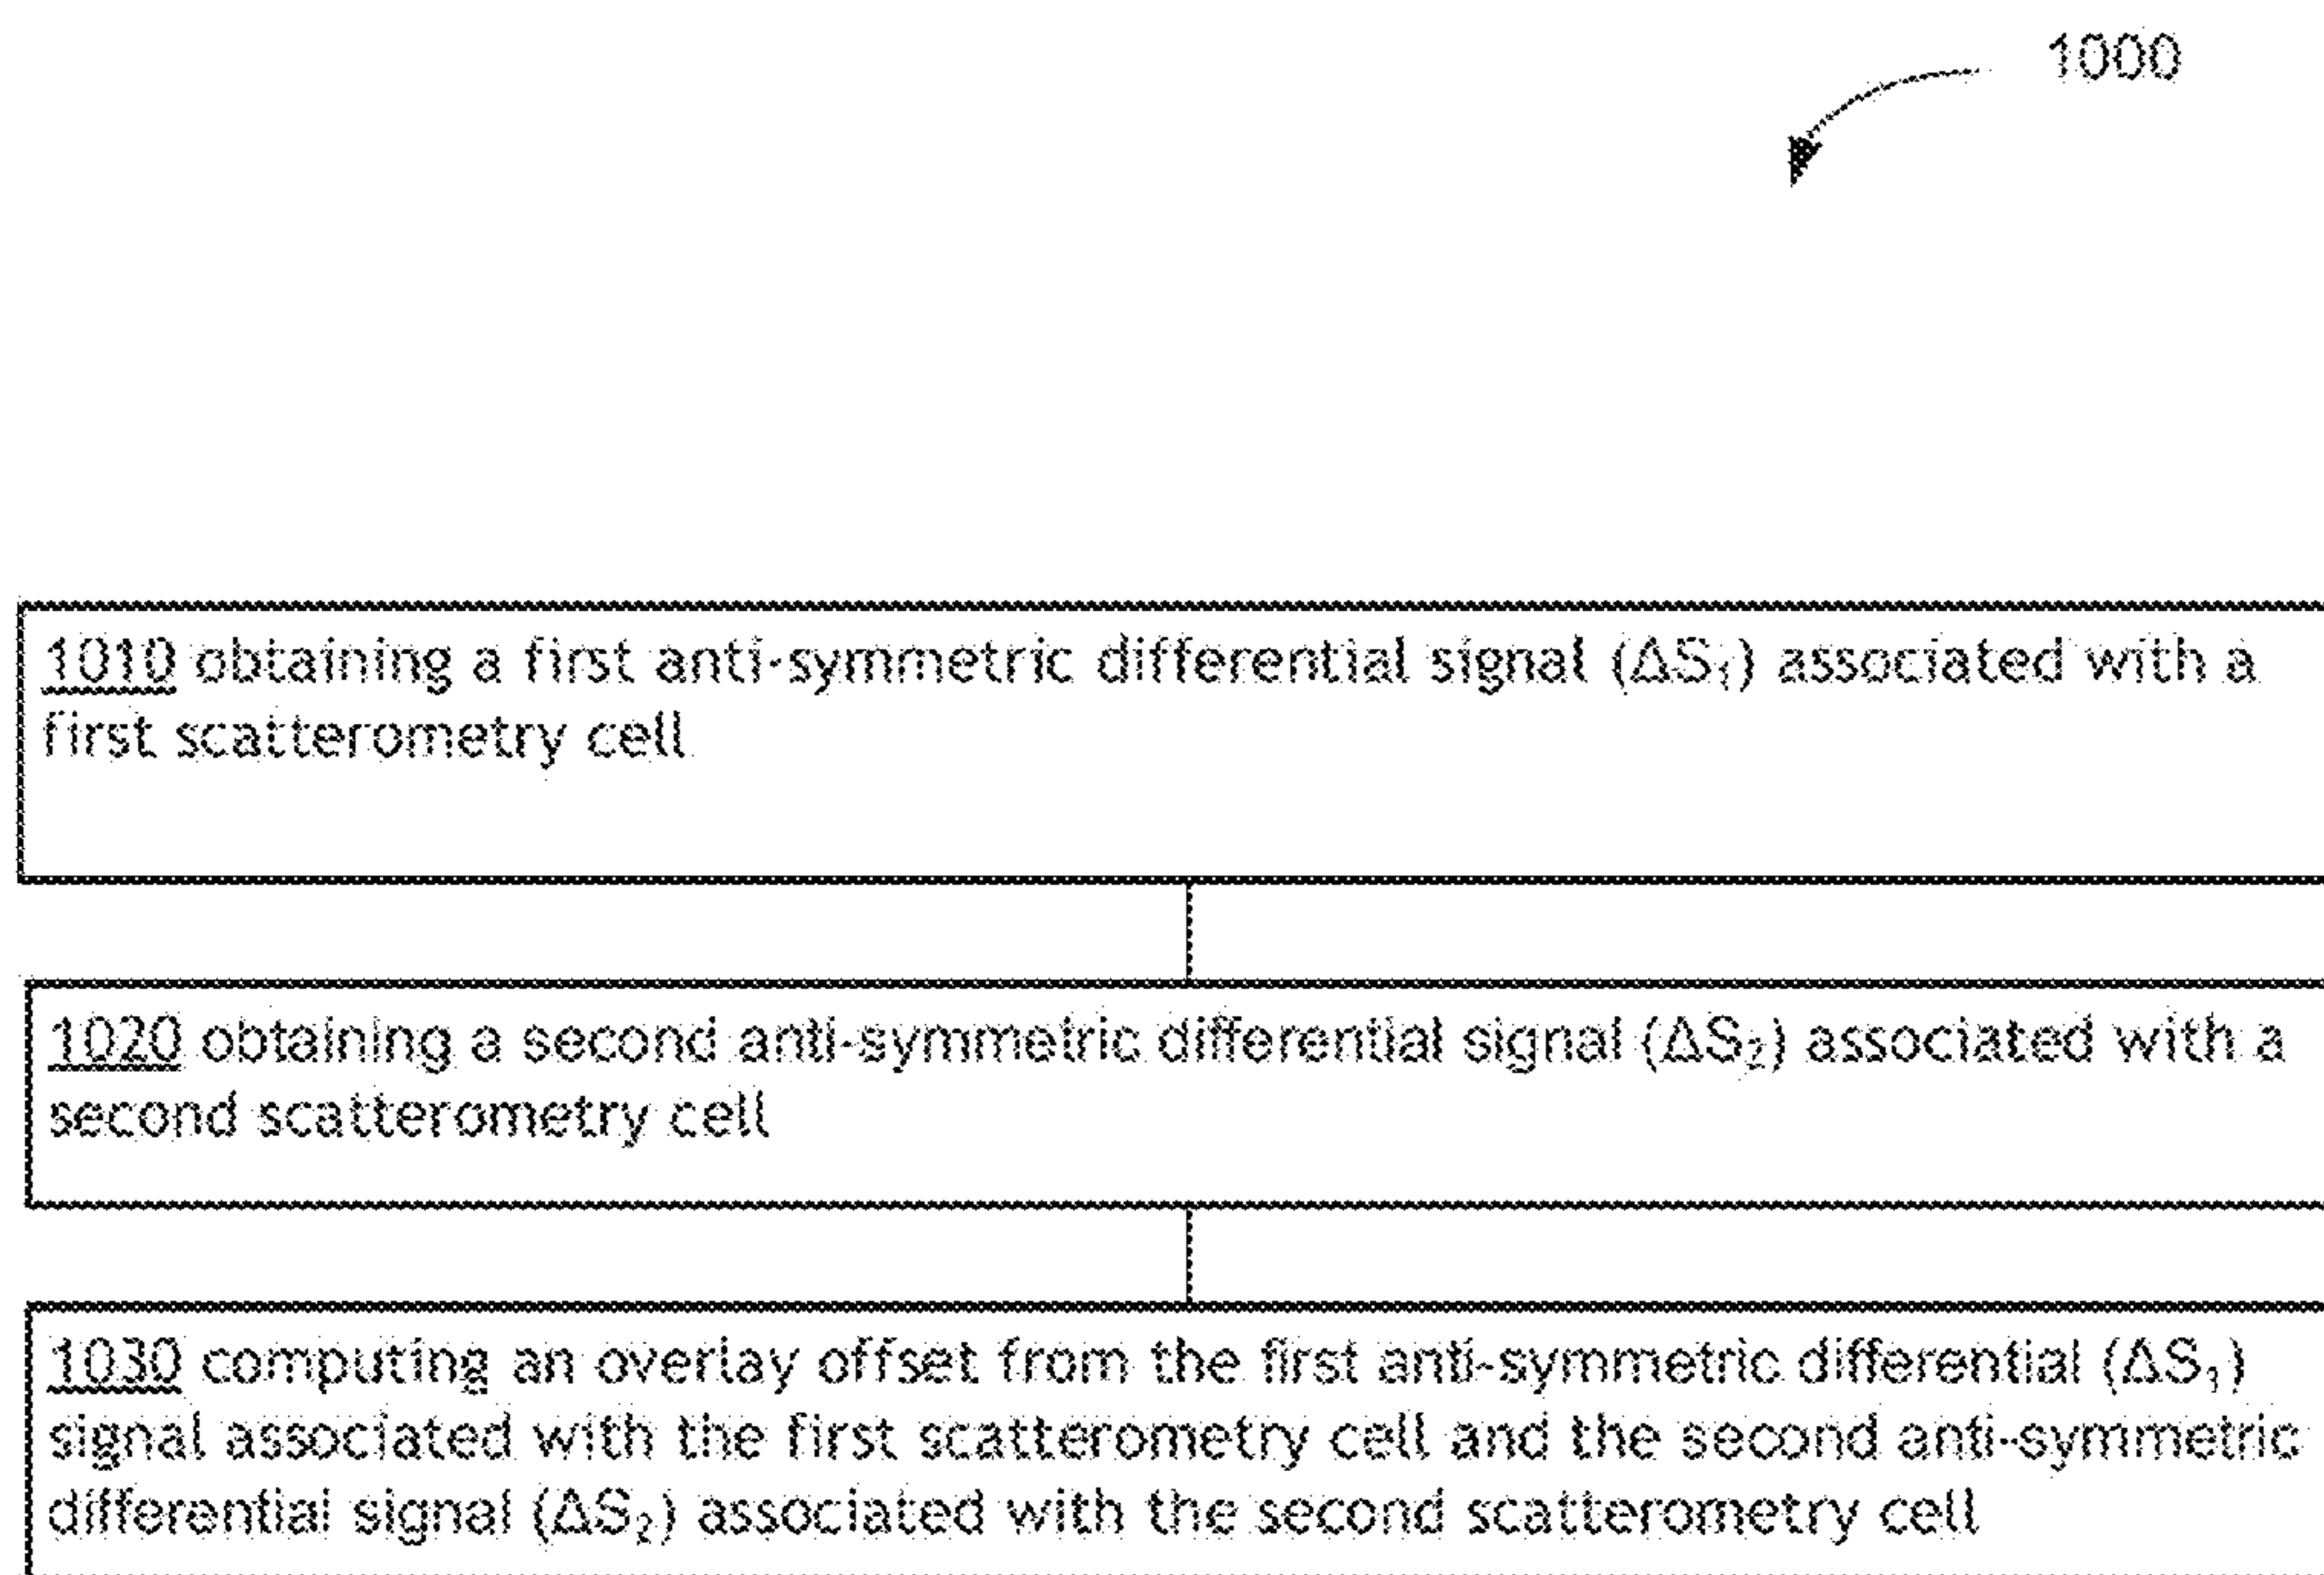 1000
1010 obtaining a first anti-symmetric differential signal (ΔS₁) associated with a
first scatterometry cell
1020 obtaining a second anti-symmetric differential signal (ΔS₂) associated with a
second scatterometry cell
1030 computing an overlay offset from the first anti-symmetric differential (ΔS₁)
signal associated with the first scatterometry cell and the second anti-symmetric
differential signal (ΔS₂) associated with the second scatterometry cell